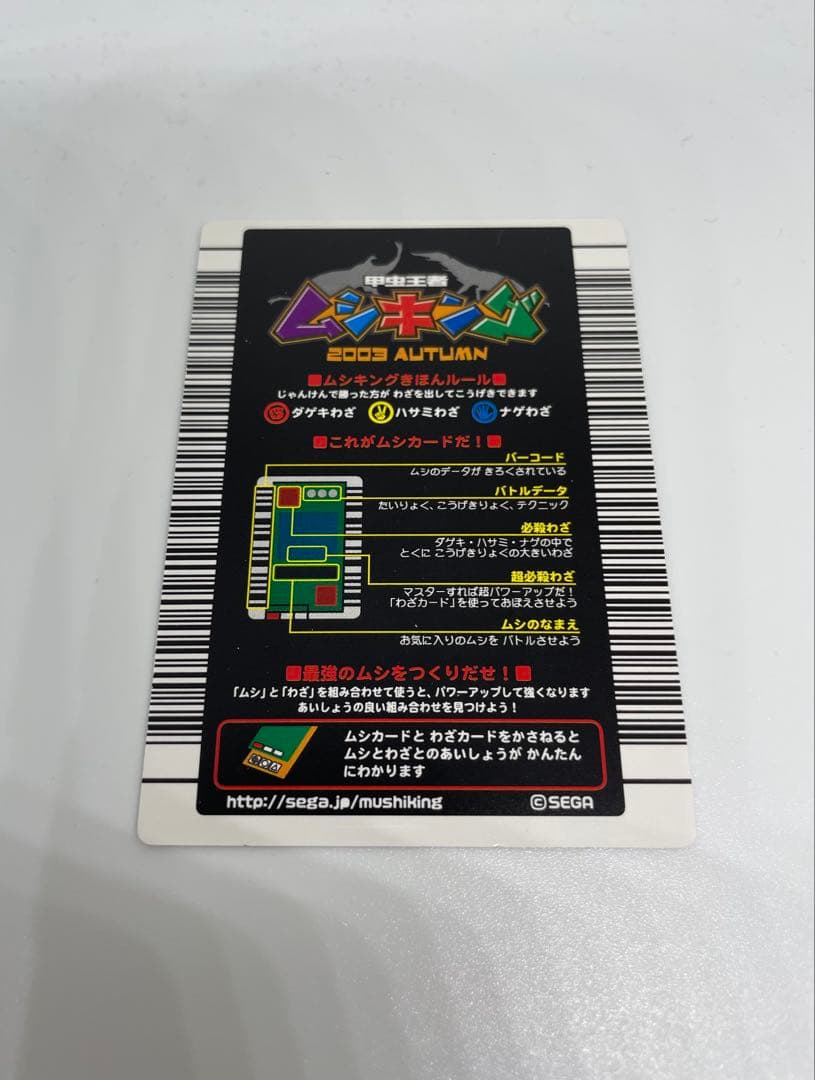 甲虫王者
ムシキング
2003 AUTUMN
ムシキングきほんルール
じゃんけんで勝った方が わざを出してこうげきできます
ダゲキわざ ハサミわざ ナゲわざ
これがムシカードだ！
バーコード
ムシのデータが きろくされている
バトルデータ
たいりょく、こうげきりょく、テクニック
必殺わざ
ダゲキ・ハサミ・ナゲの中で
とくに こうげきりょくの大きいわざ
超必殺わざ
マスターすれば超パワーアップだ！
「わざカード」を使っておぼえさせよう
ムシのなまえ
お気に入りのムシを バトルさせよう
最強のムシをつくりだせ！
「ムシ」と「わざ」を組み合わせて使うと、パワーアップして強くなります
あいしょうの良い組み合わせを見つけよう！
ムシカードと わざカードをかさねると
ムシとわざとのあいしょうが かんたん
にわかります
http://sega.jp/mushiking
©SEGA